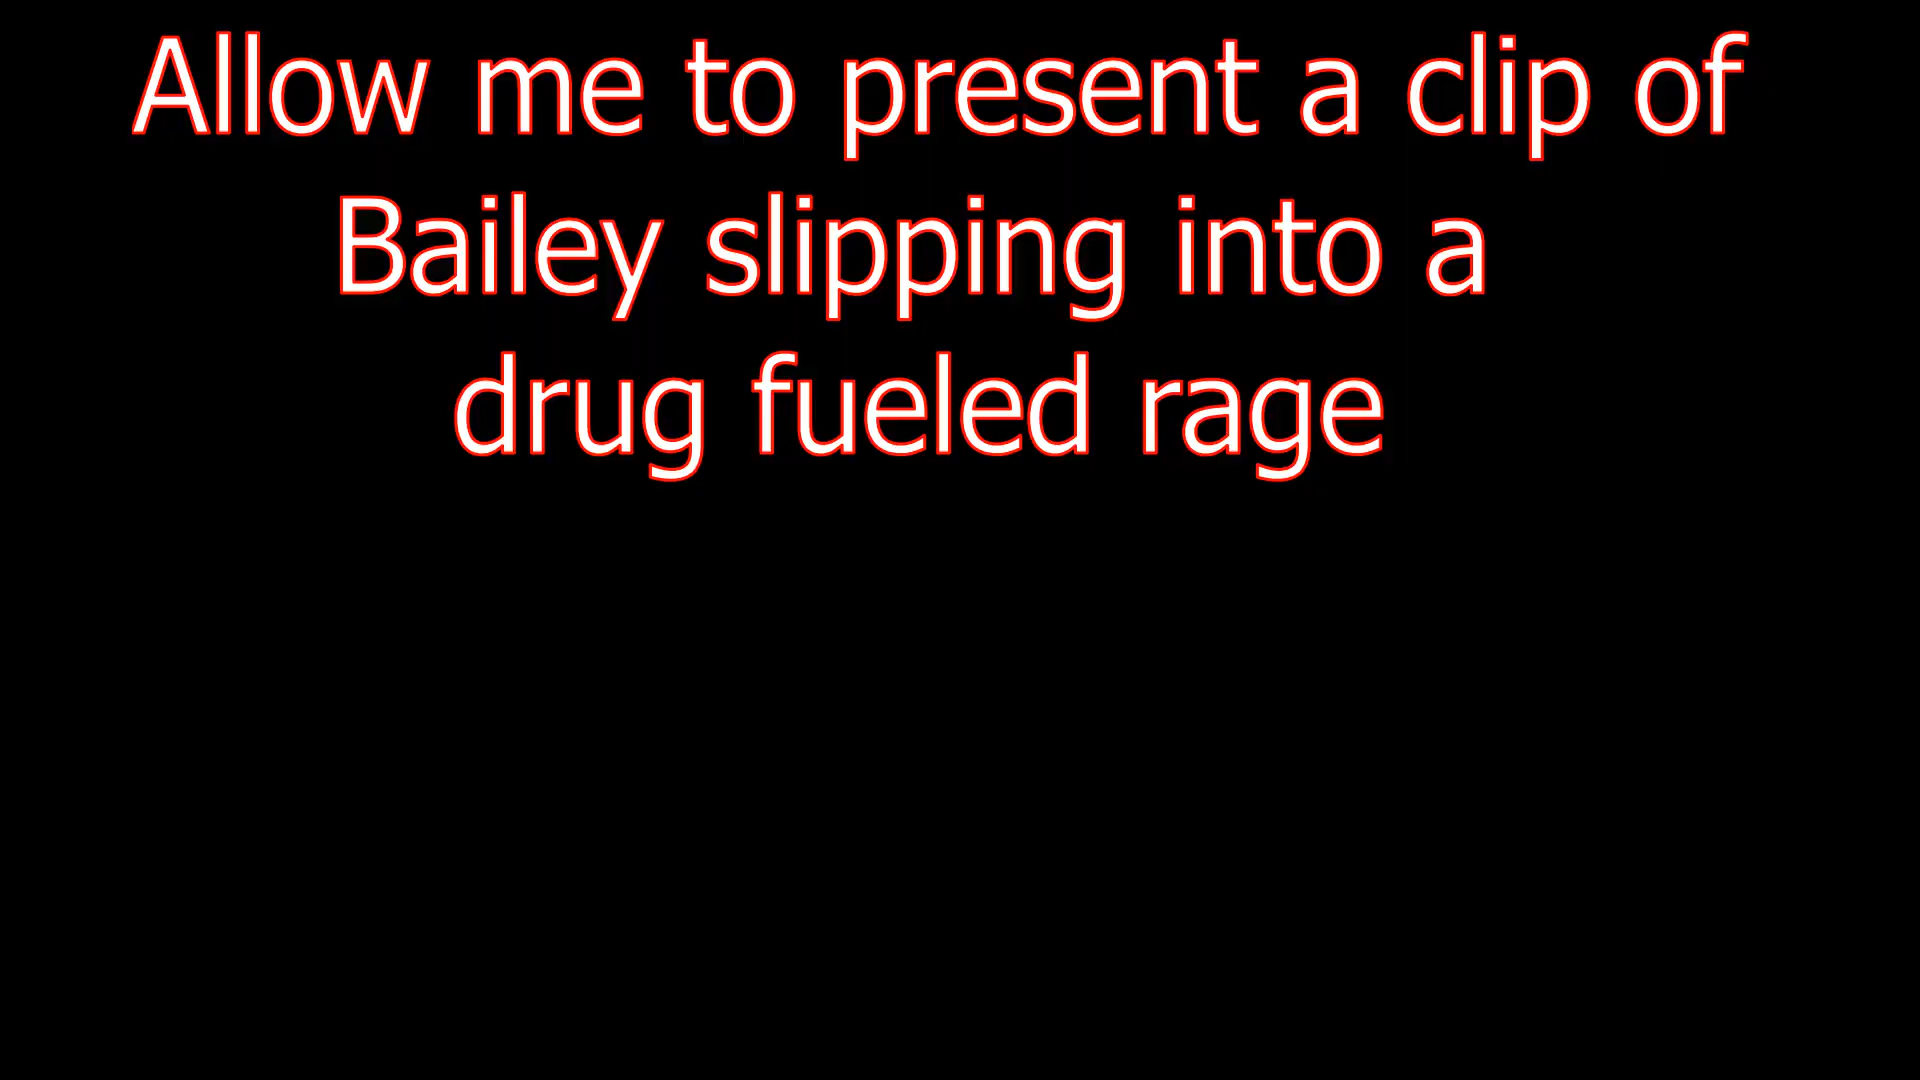 Allow me to present a clip of
Bailey slipping into a
drug fueled rage